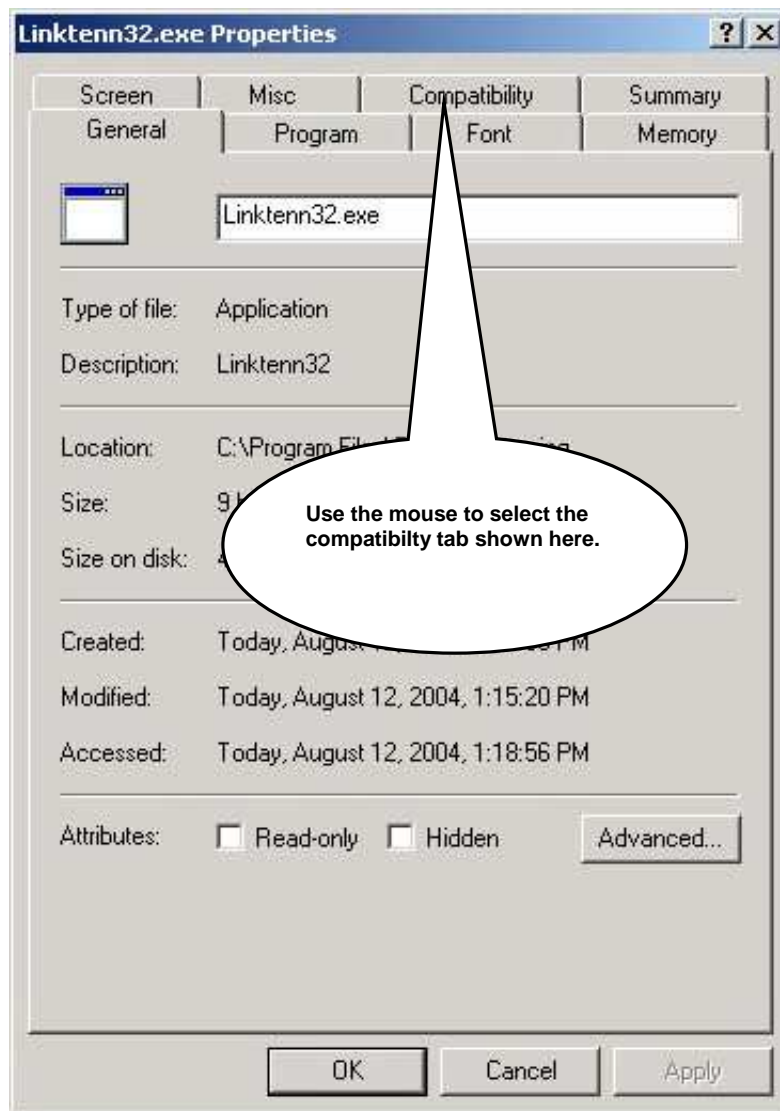 Linktenn32.exe Properties
Screen Misc Compatibility Summary
General Program Font Memory
Linktenn32.exe
Type of file: Application
Description: Linktenn32
Location: C:\Program
Size: 9
Size on disk: 4
Use the mouse to select the
compatibilty tab shown here.
Created: Today, August
Modified: Today, August 12, 2004, 1:15:20 PM
Accessed: Today, August 12, 2004, 1:18:56 PM
Attributes: Read-only Hidden Advanced...
OK Cancel Apply